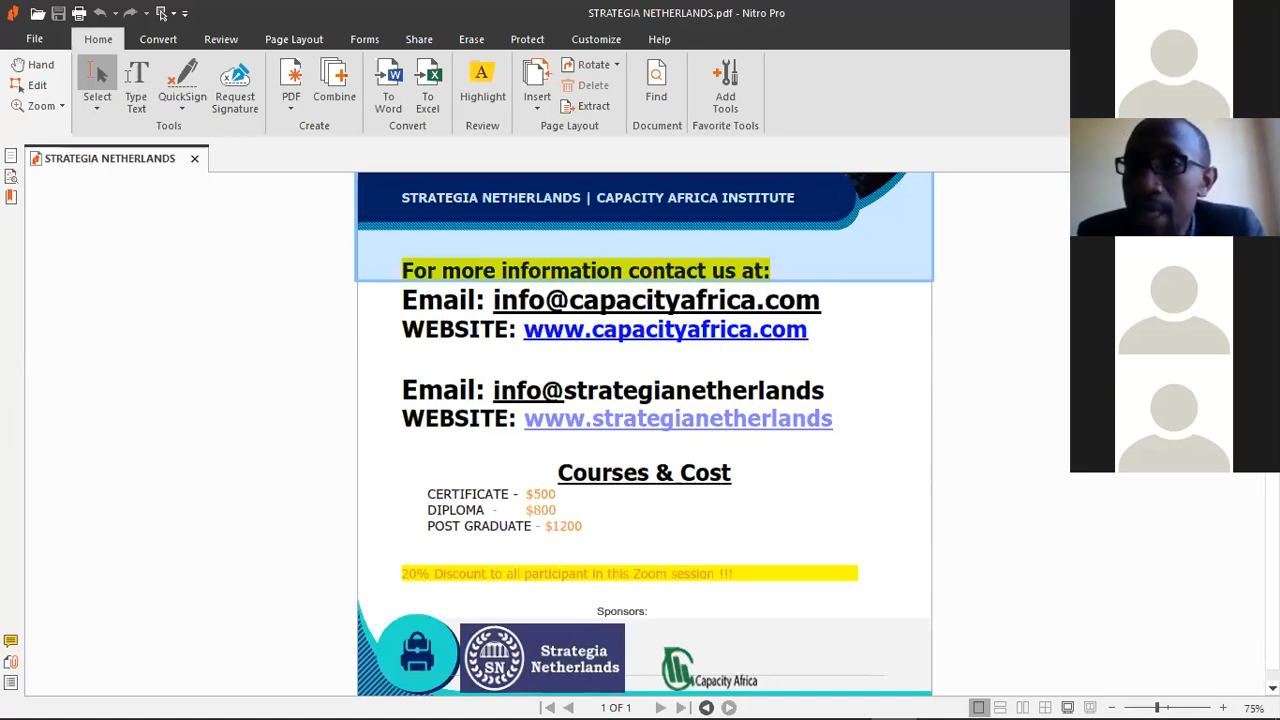 STRATEGIA NETHERLANDS.pdf - Nitro Pro
File Home Convert Review Page Layout Forms Share Erase Protect Customize Help
Hand
Edit
Zoom
Select
Type Text
QuickSign
Request Signature
Tools
PDF
Combine
Create
To Word
To Excel
Convert
Highlight
Review
Insert
Rotate
Delete
Extract
Page Layout
Find
Document
Add Tools
Favorite Tools
STRATEGIA NETHERLANDS
STRATEGIA NETHERLANDS | CAPACITY AFRICA INSTITUTE
For more information contact us at:
Email: info@capacityafrica.com
WEBSITE: www.capacityafrica.com
Email: info@strategianetherlands
WEBSITE: www.strategianetherlands
Courses & Cost
CERTIFICATE - $500
DIPLOMA - $800
POST GRADUATE - $1200
20% Discount to all participant in this Zoom session !!!
Sponsors:
SN
Strategia
Netherlands
Capacity Africa
1 OF 1
75%